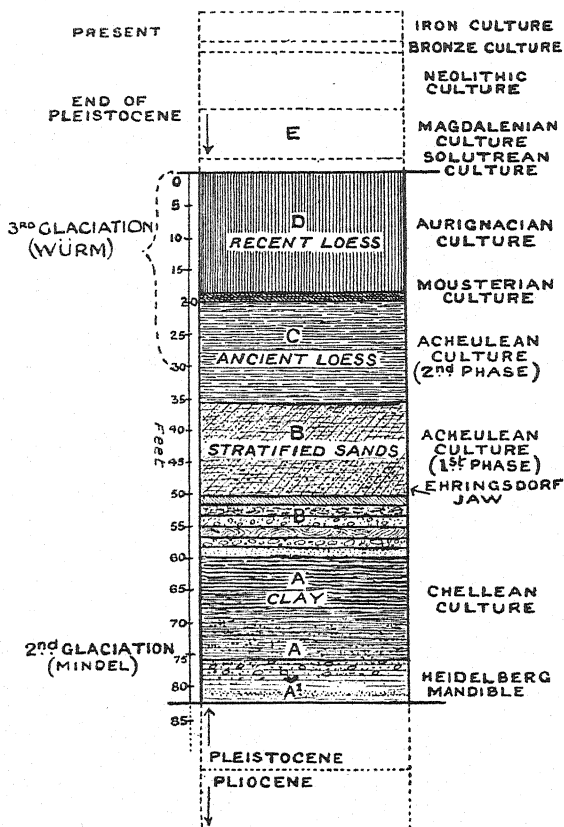 PRESENT
IRON CULTURE
BRONZE CULTURE
NEOLITHIC
CULTURE
END OF
PLEISTOCENE
E
MAGDALENIAN
CULTURE
SOLUTREAN
CULTURE
0
5
3RD GLACIATION
(WÜRM)
D
RECENT LOESS
AURIGNACIAN
CULTURE
10
15
MOUSTERIAN
CULTURE
20
25
C
ANCIENT LOESS
ACHEULEAN
CULTURE
(2nd PHASE)
30
35
Feet
40
B
STRATIFIED SANDS
ACHEULEAN
CULTURE
(1st PHASE)
45
EHRINGSDORF
JAW
50
B
55
60
A
CLAY
CHELLEAN
CULTURE
65
70
2nd GLACIATION
(MINDEL)
A
75
HEIDELBERG
MANDIBLE
80
A1
85
PLEISTOCENE
PLIOCENE